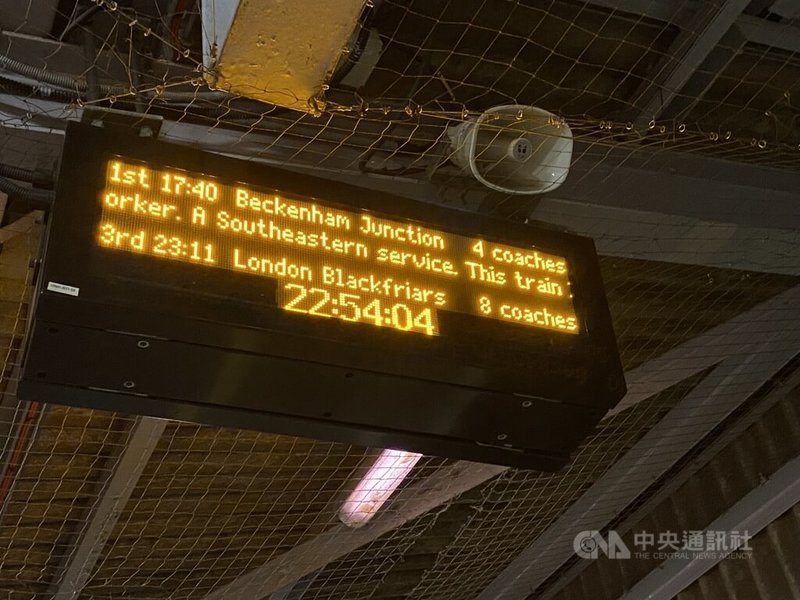 1st 17:40 Beckenham Junction 4 coaches
orker. A Southeastern service. This train
3rd 23:11 London Blackfriars 8 coaches
22:54:04
中央通訊社
THE CENTRAL NEWS AGENCY